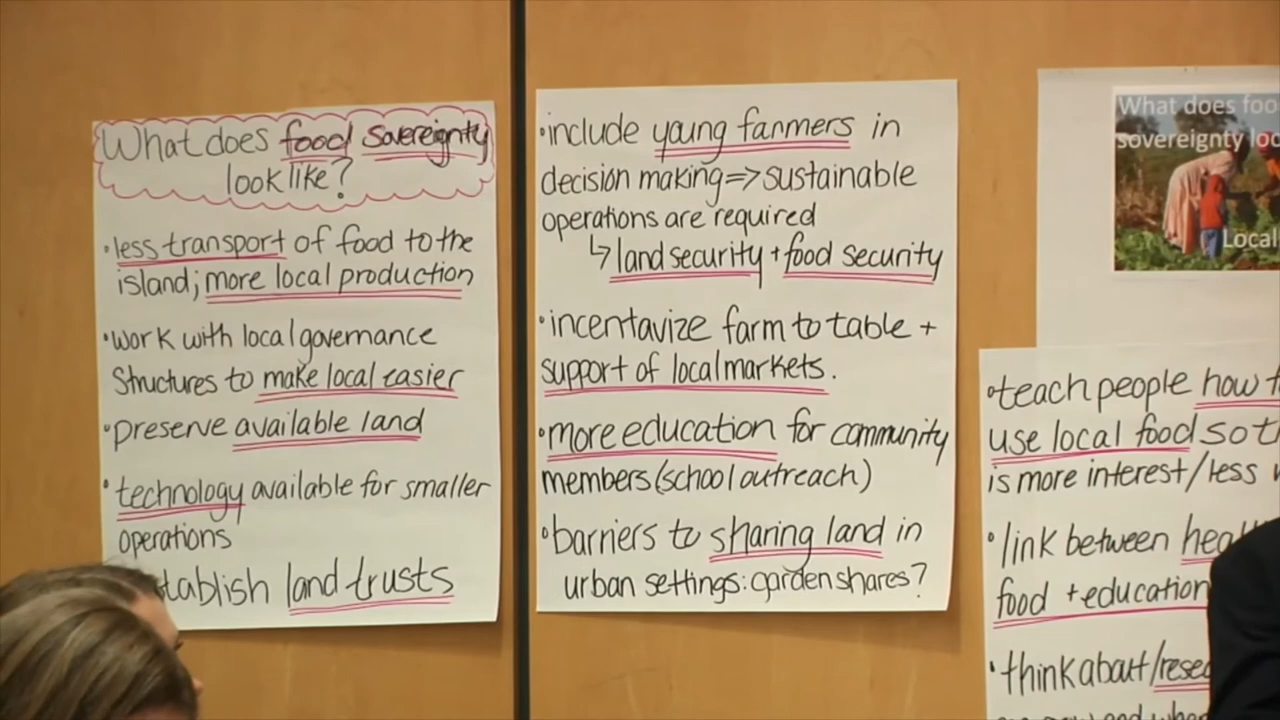 What does food sovereignty
look like?
•less transport of food to the
island; more local production
•work with local governance
structures to make local easier
•preserve available land
•technology available for smaller
operations
land trusts
•include young farmers in
decision making=>sustainable
operations are required
↳land security + food security
•incentavize farm to table +
support of local markets.
•more education for community
members (school outreach)
•barriers to sharing land in
urban settings: garden shares?
What does
sovereignty
Local
•teach people how
use local food so
is more interest/less
•link between
food + education
•think about/